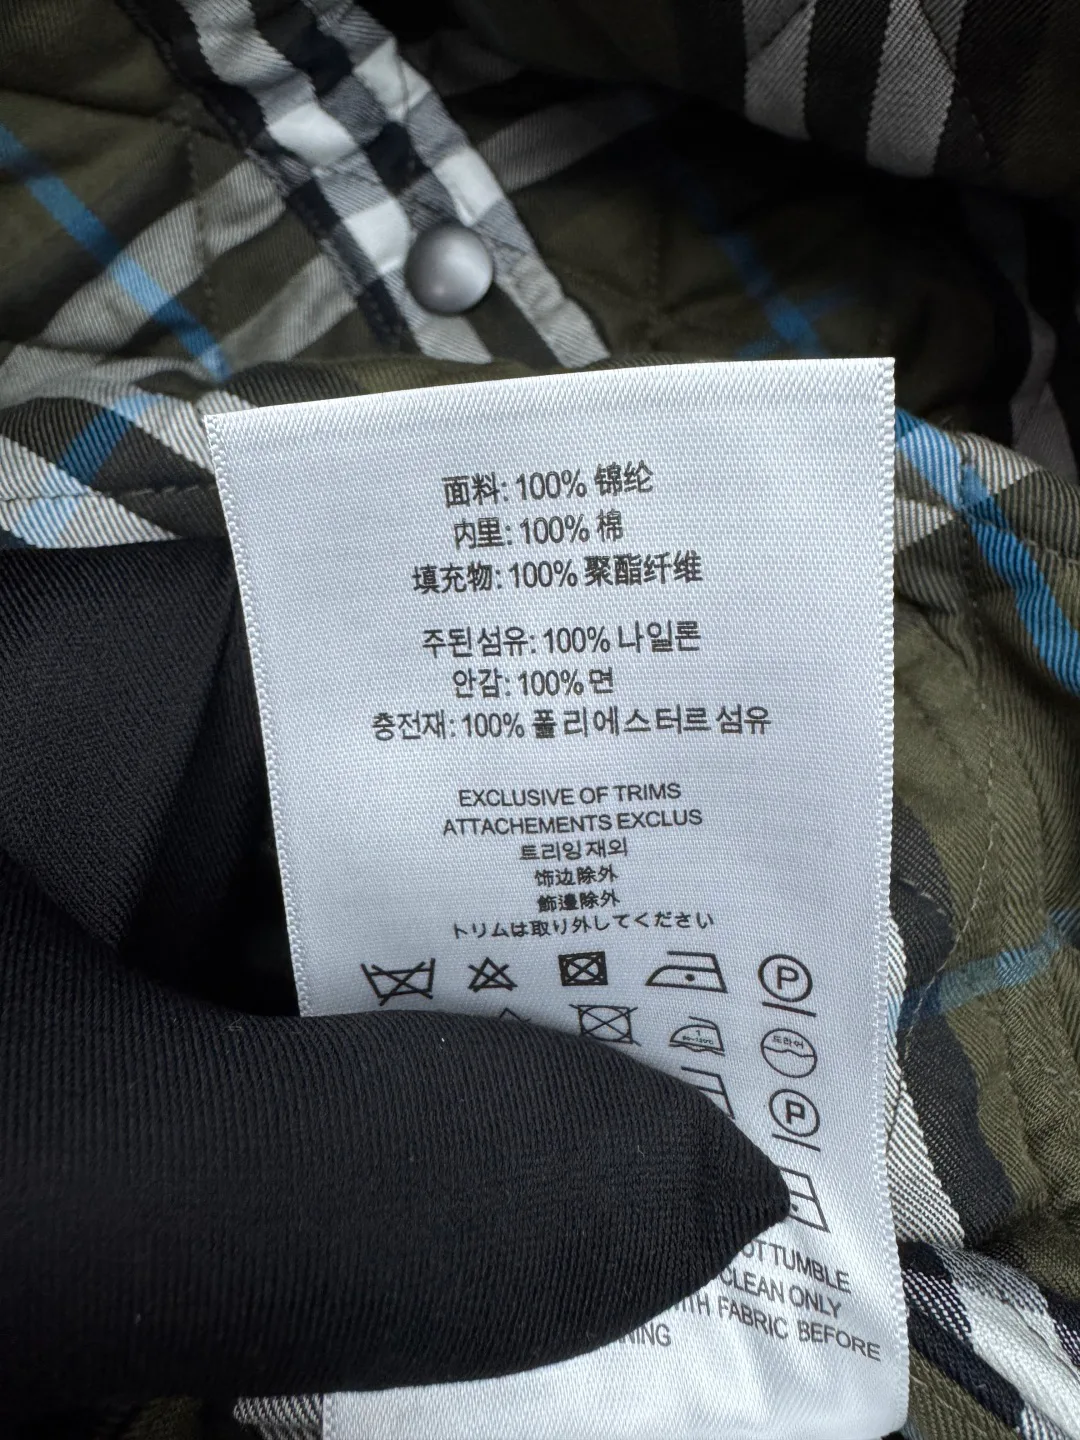 面料: 100% 锦纶
内里: 100% 棉
填充物: 100% 聚酯纤维
주된섬유: 100% 나일론
안감: 100% 면
충전재: 100% 폴리에스터르 섬유
EXCLUSIVE OF TRIMS
ATTACHEMENTS EXCLUS
트리밍재외
饰边除外
飾邊除外
トリムは取り外してください
P
드라이
P
TUMBLE
CLEAN ONLY
FABRIC BEFORE